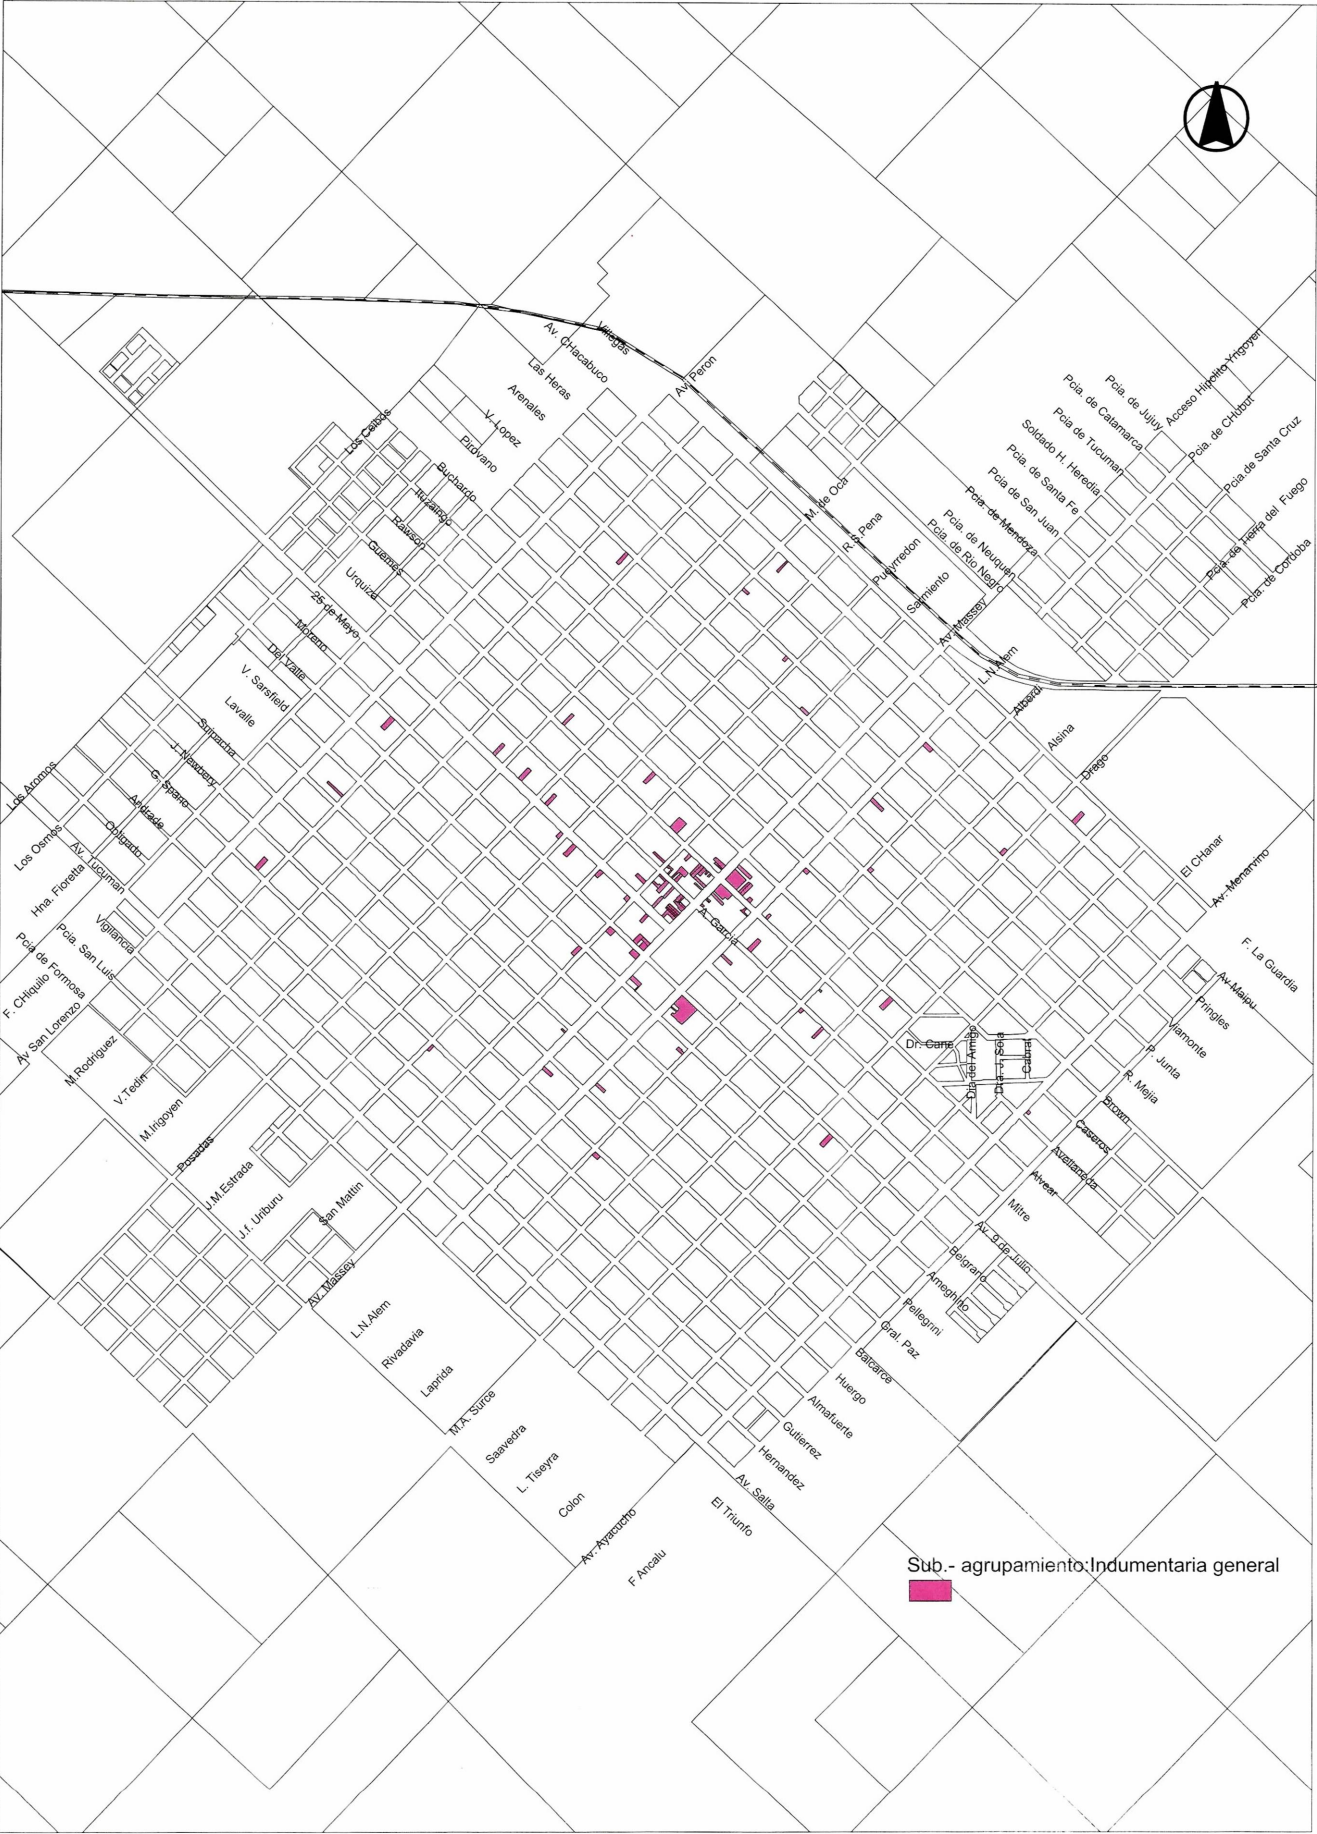 Villegas
Av. CHacabuco
Las Heras
Av. Peron
Arenales
V. Lopez
Pirovano
Los Ceibos
Buchardo
Ituzaingo
Rawson
Guemes
Urquiza
25 de Mayo
Moreno
Del Valle
V. Sarsfield
Lavalle
Suipacha
J. Newbery
G. Spano
Andrade
Obligado
Av. Tucuman
Los Aromos
Los Osmos
Hna. Fioretta
Vigilancia
Pcia. San Luis
Pcia de Formosa
F. CHiquilo
Av San Lorenzo
M.Rodriguez
V.Tedin
M.Irigoyen
Posadas
J.M.Estrada
J.f. Uriburu
San Mattin
Av. Massey
L.N.Alem
Rivadavia
Laprida
M.A. Surce
Saavedra
L. Tiseyra
Colon
Av. Ayacucho
F Ancalu
El Triunfo
Av. Salta
Hernandez
Gutierrez
Almafuerte
Huergo
Balcarce
Gral. Paz
Pellegrini
Ameghino
Belgrano
Av. 9 de Julio
Mitre
Alvear
Avellaneda
Caseros
Brown
R. Mejia
P. Junta
Viamonte
Pringles
Av Maipu
F. La Guardia
Av. Menarvino
El CHanar
Drago
Alsina
Alberdi
L.N.Alem
Av. Massey
Sarmiento
Pueyrredon
R.S.Pena
M. de Oca
Pcia. de Rio Negro
Pcia. de Neuquen
Pcia. de Mendoza
Pcia de San Juan
Pcia. de Santa Fe
Soldado H. Heredia
Pcia de Tucuman
Pcia. de Catamarca
Pcia. de Jujuy
Acceso Hipolito Yrigoyen
Pcia. de CHubut
Pcia.de Santa Cruz
Pcia. de Tierra del Fuego
Pcia. de Cordoba
A. Garcia
Dr. Carie
Dia del Amigo
Dra. J. Sola
Cabral
Sub.- agrupamiento:Indumentaria general